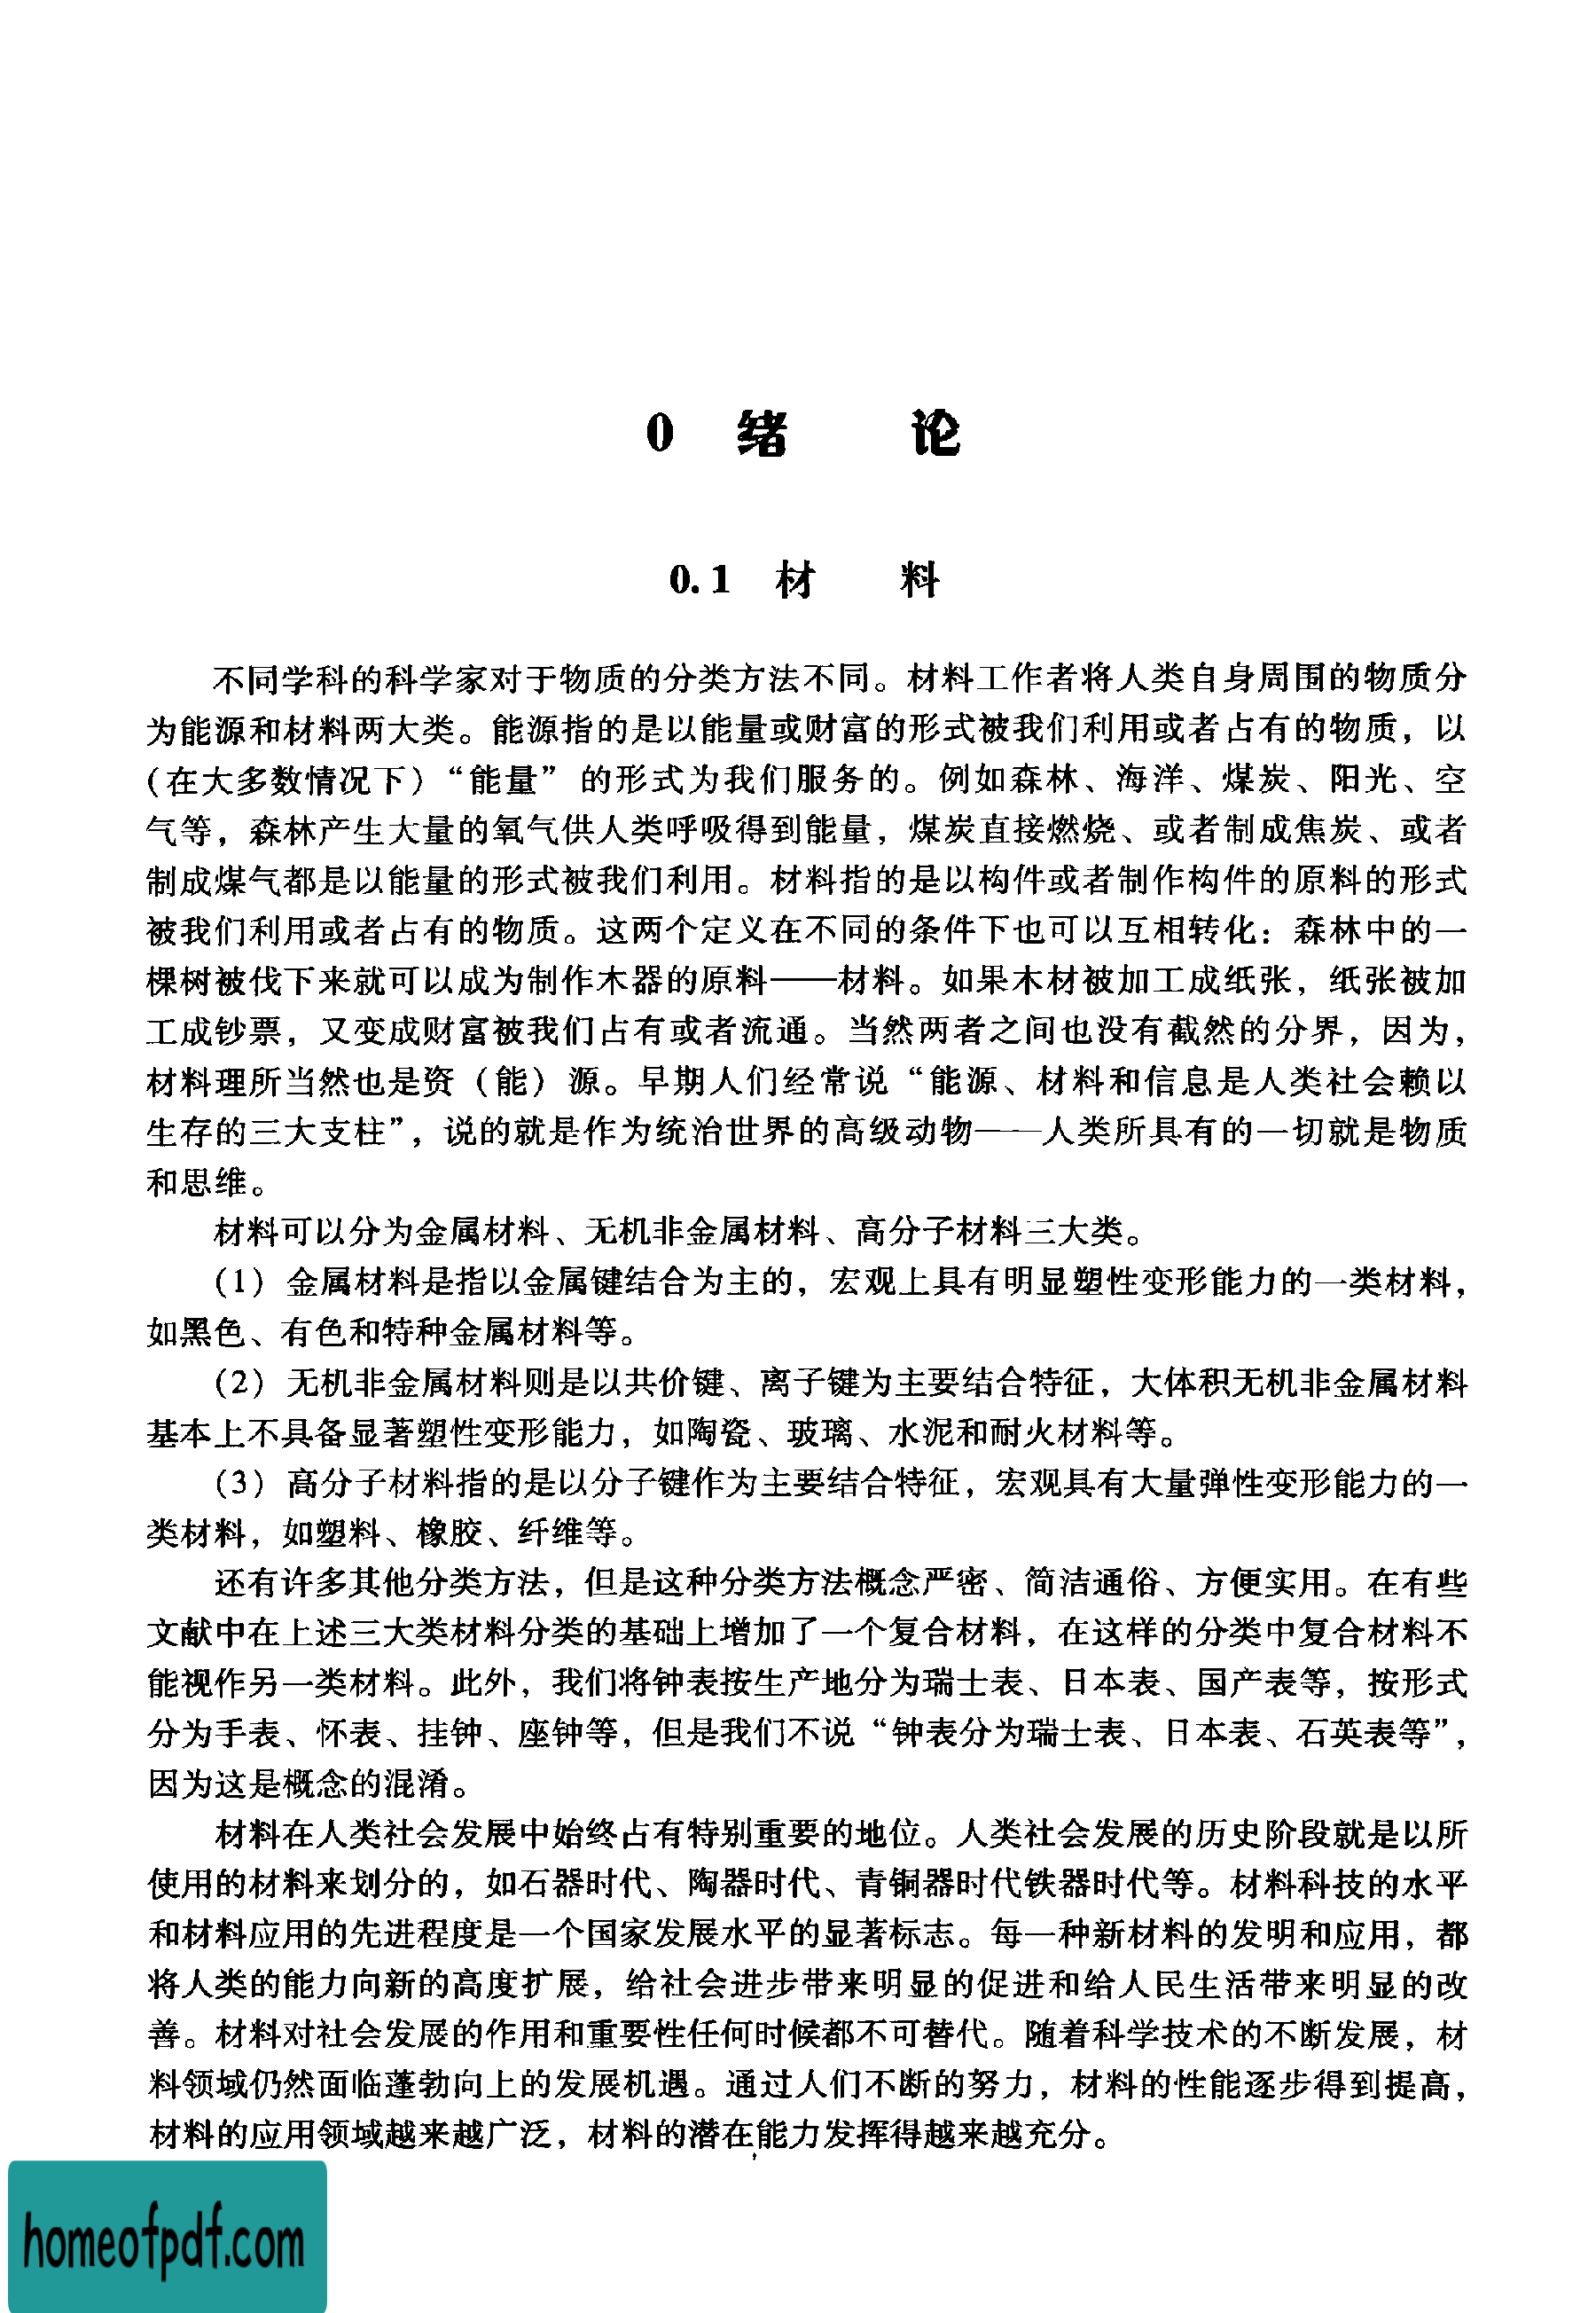 0 绪 论
0.1 材 料
不同学科的科学家对于物质的分类方法不同。材料工作者将人类自身周围的物质分
为能源和材料两大类。能源指的是以能量或财富的形式被我们利用或者占有的物质，以
（在大多数情况下）“能量”的形式为我们服务的。例如森林、海洋、煤炭、阳光、空
气等，森林产生大量的氧气供人类呼吸得到能量，煤炭直接燃烧、或者制成焦炭、或者
制成煤气都是以能量的形式被我们利用。材料指的是以构件或者制作构件的原料的形式
被我们利用或者占有的物质。这两个定义在不同的条件下也可以互相转化：森林中的一
棵树被伐下来就可以成为制作木器的原料——材料。如果木材被加工成纸张，纸张被加
工成钞票，又变成财富被我们占有或者流通。当然两者之间也没有截然的分界，因为，
材料理所当然也是资（能）源。早期人们经常说“能源、材料和信息是人类社会赖以
生存的三大支柱”，说的就是作为统治世界的高级动物——人类所具有的一切就是物质
和思维。
材料可以分为金属材料、无机非金属材料、高分子材料三大类。
（1）金属材料是指以金属键结合为主的，宏观上具有明显塑性变形能力的一类材料，
如黑色、有色和特种金属材料等。
（2）无机非金属材料则是以共价键、离子键为主要结合特征，大体积无机非金属材料
基本上不具备显著塑性变形能力，如陶瓷、玻璃、水泥和耐火材料等。
（3）高分子材料指的是以分子键作为主要结合特征，宏观具有大量弹性变形能力的一
类材料，如塑料、橡胶、纤维等。
还有许多其他分类方法，但是这种分类方法概念严密、简洁通俗、方便实用。在有些
文献中在上述三大类材料分类的基础上增加了一个复合材料，在这样的分类中复合材料不
能视作另一类材料。此外，我们将钟表按生产地分为瑞士表、日本表、国产表等，按形式
分为手表、怀表、挂钟、座钟等，但是我们不说“钟表分为瑞士表、日本表、石英表等”，
因为这是概念的混淆。
材料在人类社会发展中始终占有特别重要的地位。人类社会发展的历史阶段就是以所
使用的材料来划分的，如石器时代、陶器时代、青铜器时代铁器时代等。材料科技的水平
和材料应用的先进程度是一个国家发展水平的显著标志。每一种新材料的发明和应用，都
将人类的能力向新的高度扩展，给社会进步带来明显的促进和给人民生活带来明显的改
善。材料对社会发展的作用和重要性任何时候都不可替代。随着科学技术的不断发展，材
料领域仍然面临蓬勃向上的发展机遇。通过人们不断的努力，材料的性能逐步得到提高，
材料的应用领域越来越广泛，材料的潜在能力发挥得越来越充分。
homeofpdf.com